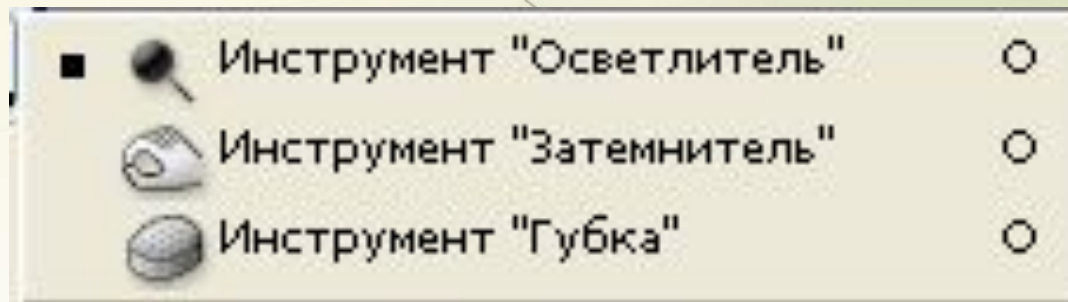 Инструмент "Осветлитель" O
Инструмент "Затемнитель" O
Инструмент "Губка" O